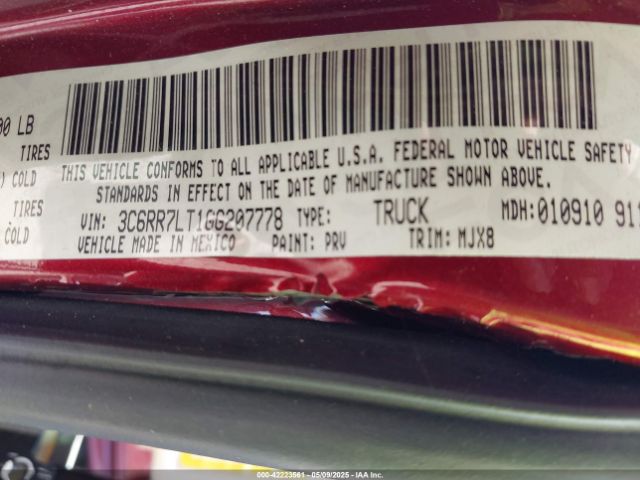 00 LB
TIRES
) COLD
TIRES
COLD
THIS VEHICLE CONFORMS TO ALL APPLICABLE U.S.A. FEDERAL MOTOR VEHICLE SAFETY
STANDARDS IN EFFECT ON THE DATE OF MANUFACTURE SHOWN ABOVE.
VIN: 3C6RR7LT1GG207778 TYPE: TRUCK MDH:010910 911
VEHICLE MADE IN MEXICO PAINT: PRV TRIM: MJX8
000-42223561 - 05/09/2025 - IAA Inc.